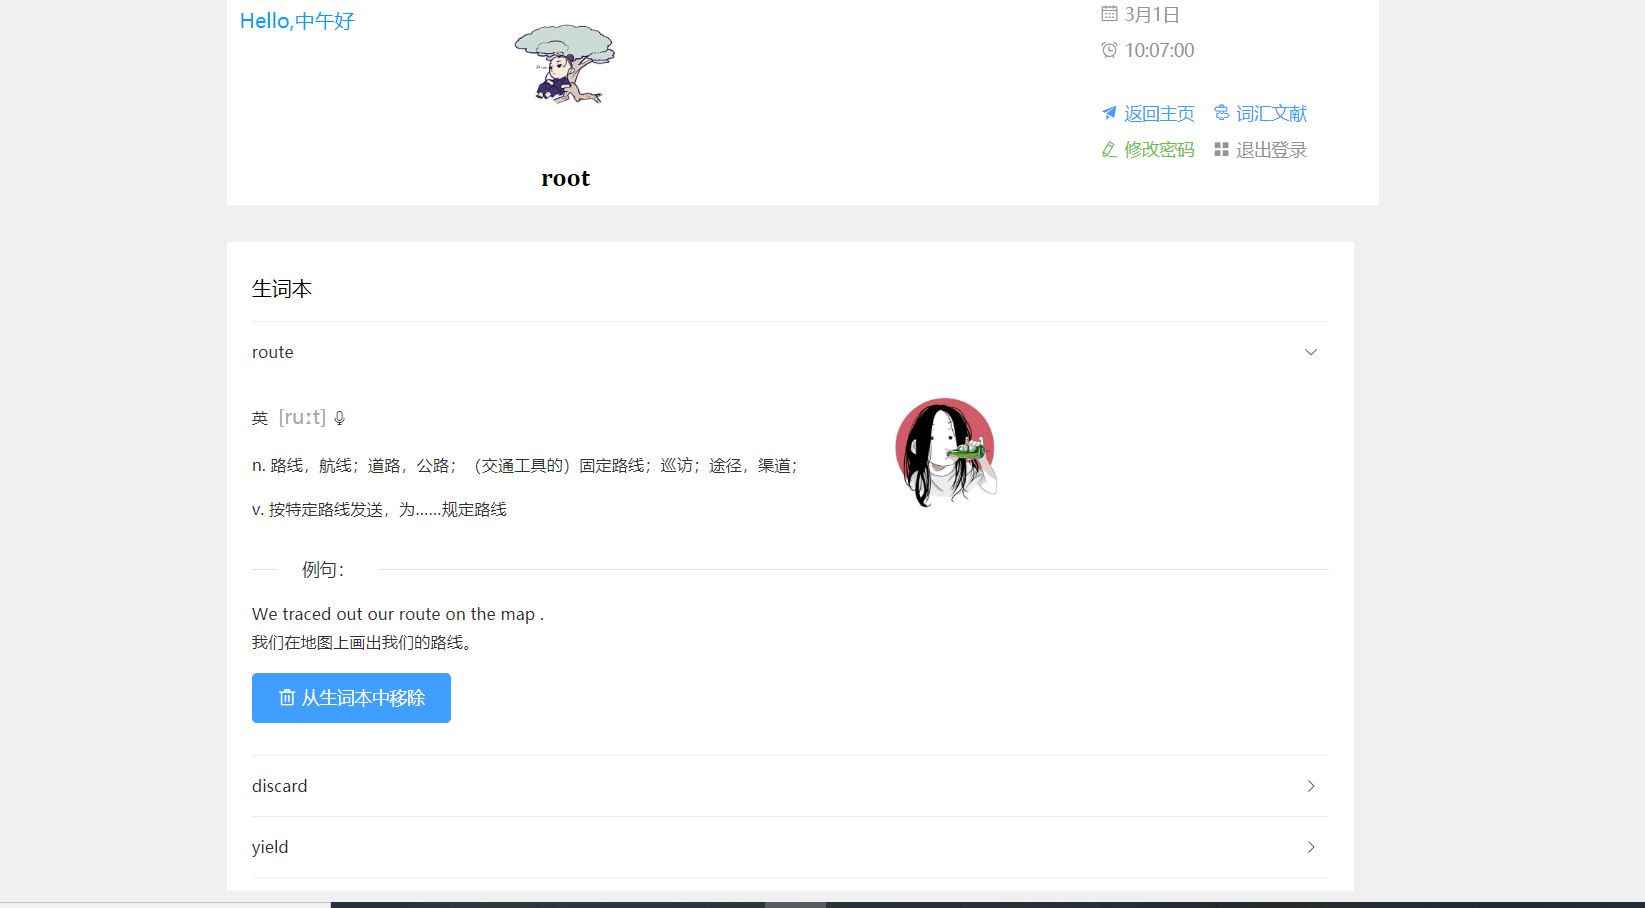 Hello,中午好
root
3月1日
10:07:00
返回主页 词汇文献
修改密码 退出登录
生词本
route
英 [ruːt]
n. 路线，航线；道路，公路；（交通工具的）固定路线；巡访；途径，渠道；
v. 按特定路线发送，为……规定路线
例句：
We traced out our route on the map .
我们在地图上画出我们的路线。
从生词本中移除
discard
yield